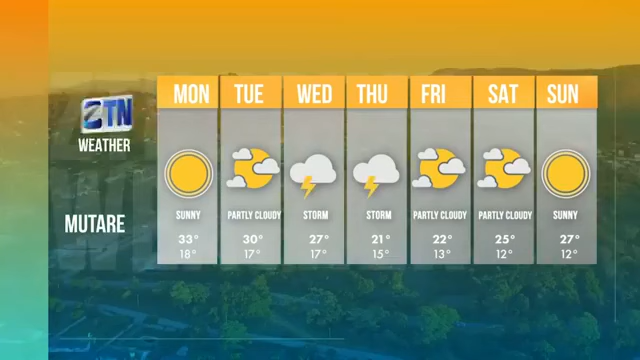 MON TUE WED THU FRI SAT SUN
ZTN
WEATHER
MUTARE
SUNNY PARTLY CLOUDY STORM STORM PARTLY CLOUDY PARTLY CLOUDY SUNNY
33° 30° 27° 21° 22° 25° 27°
18° 17° 17° 15° 13° 12° 12°